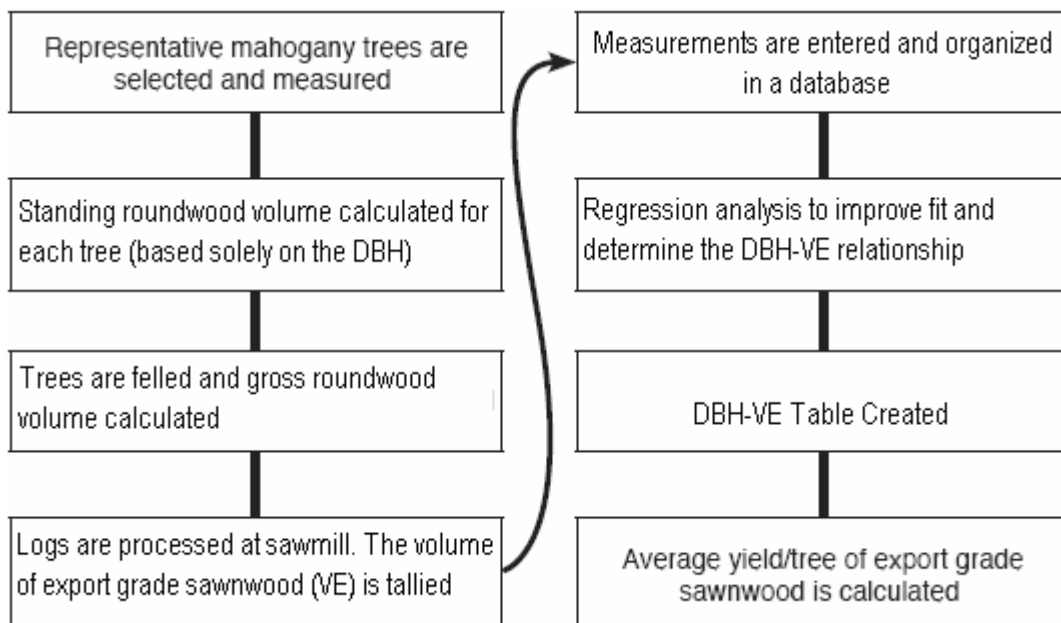 Representative mahogany trees are
selected and measured
Standing roundwood volume calculated for
each tree (based solely on the DBH)
Trees are felled and gross roundwood
volume calculated
Logs are processed at sawmill. The volume
of export grade sawnwood (VE) is tallied
Measurements are entered and organized
in a database
Regression analysis to improve fit and
determine the DBH-VE relationship
DBH-VE Table Created
Average yield/tree of export grade
sawnwood is calculated